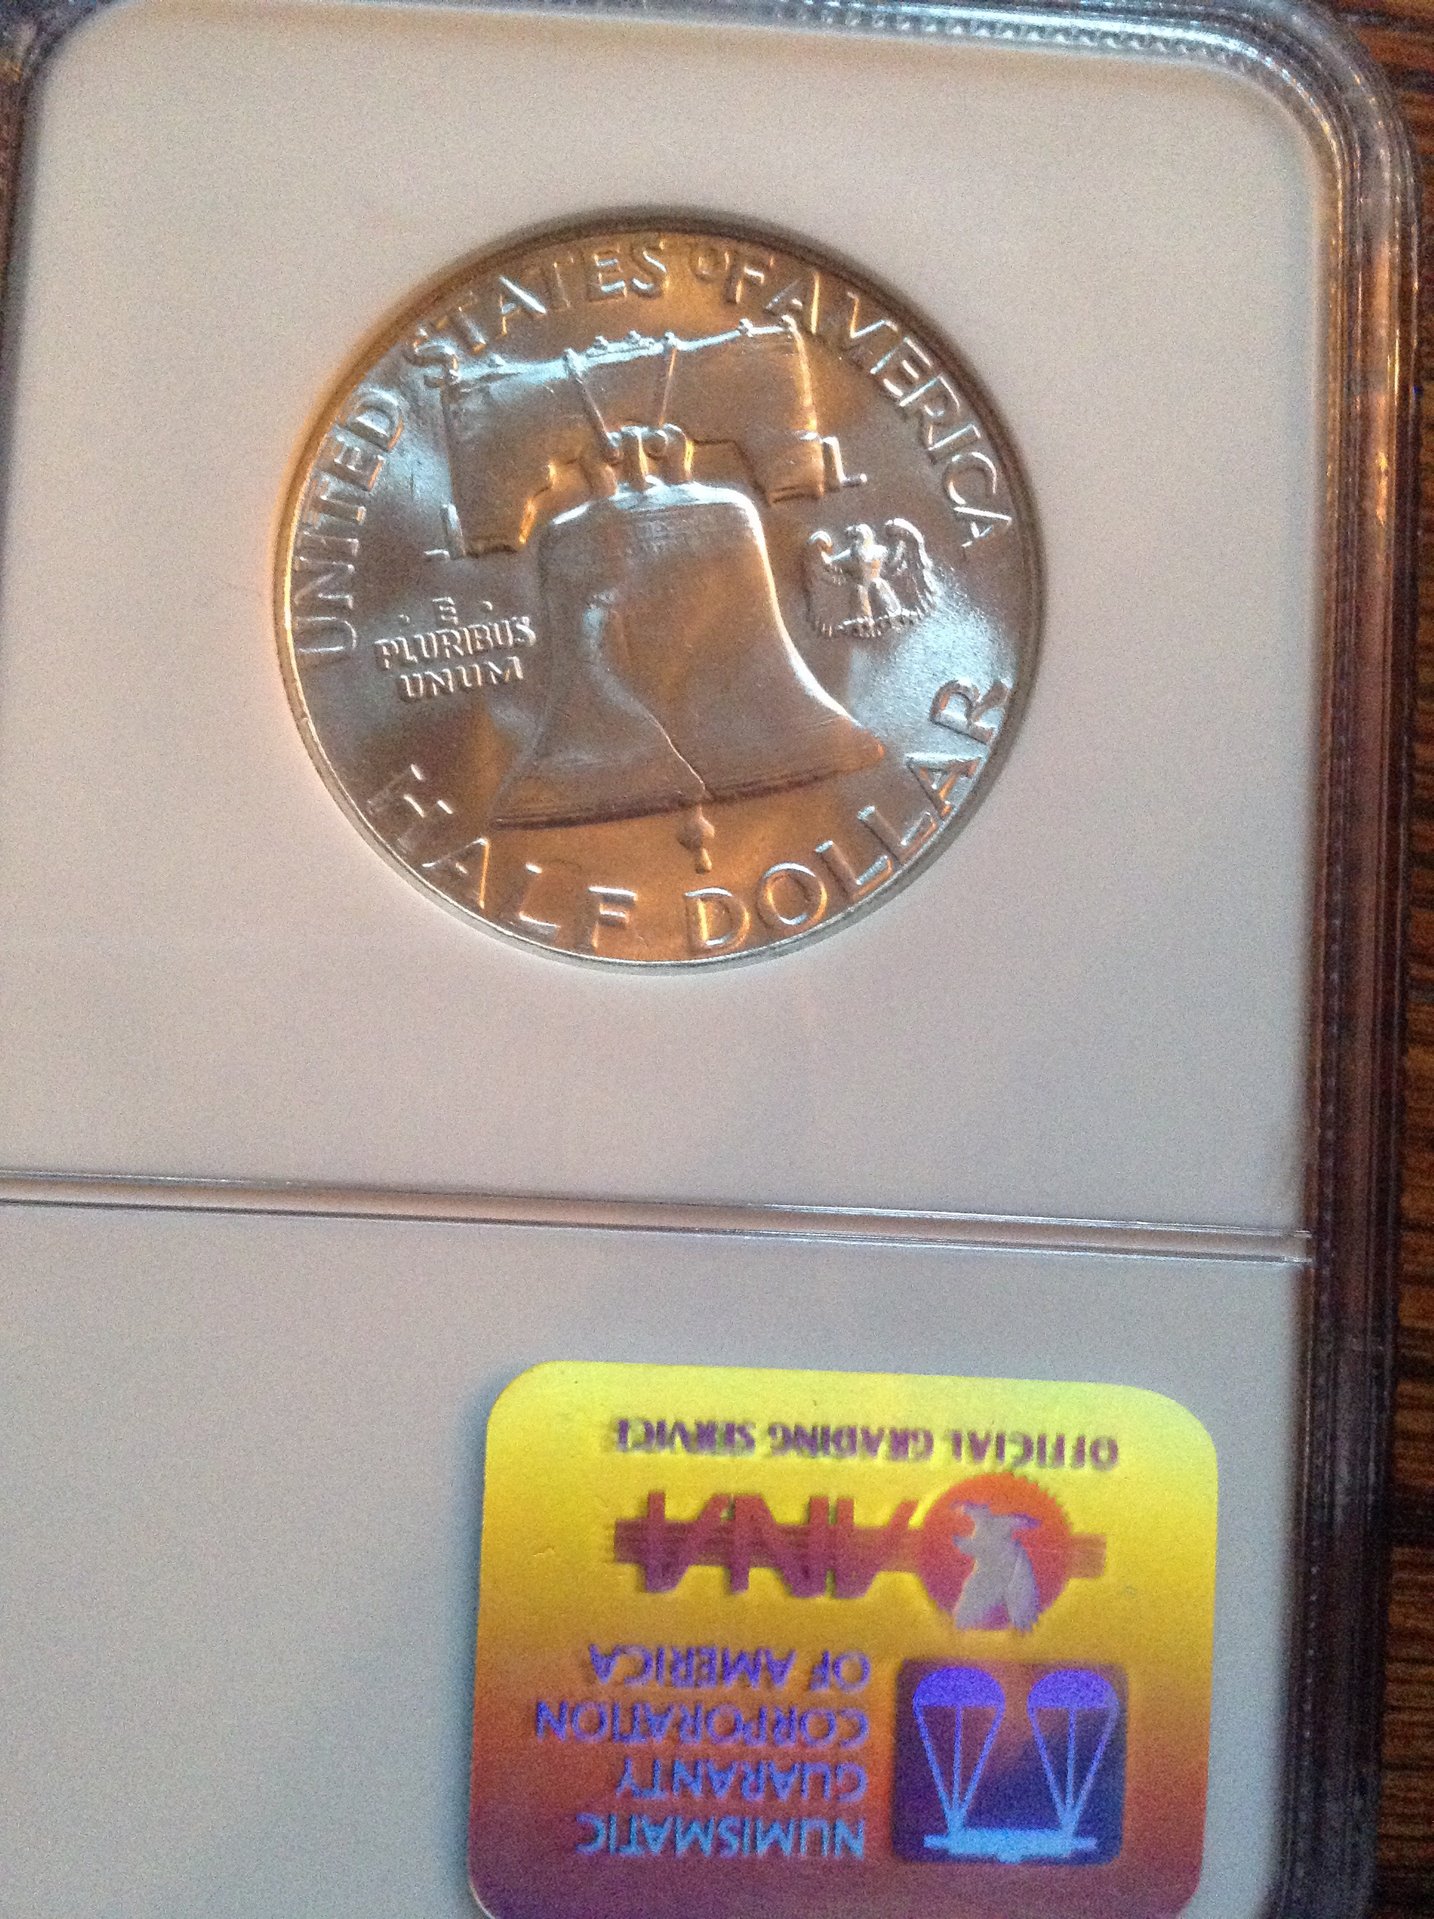 UNITED STATES OF AMERICA
E
PLURIBUS
UNUM
HALF DOLLAR
NUMISMATIC
GUARANTY
CORPORATION
OF AMERICA
ANA
OFFICIAL GRADING SERVICE